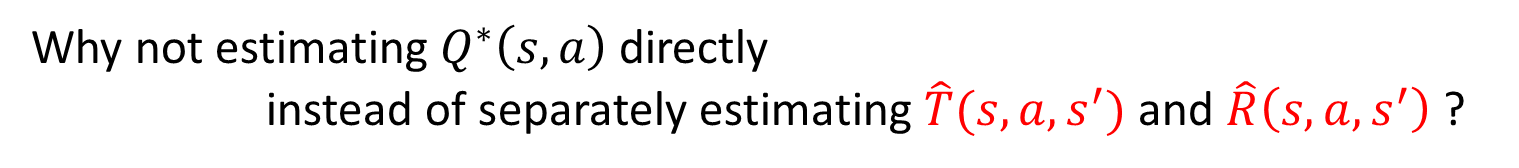 Why not estimating Q*(s, a) directly
instead of separately estimating T̂(s, a, s′) and R̂(s, a, s′) ?